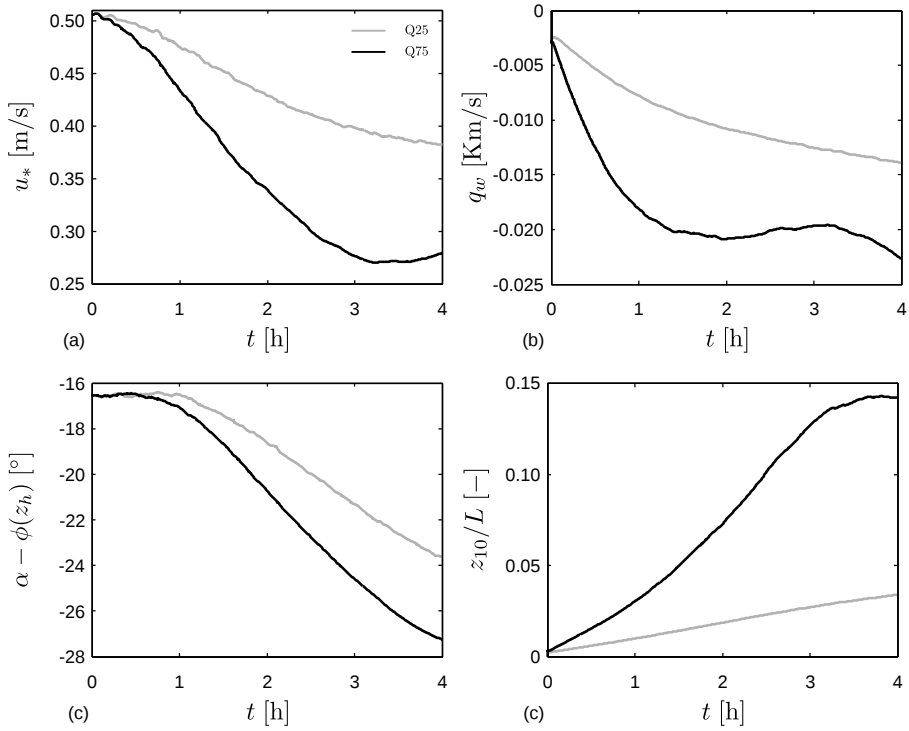 0.50
0.45
0.40
0.35
0.30
0.25
u* [m/s]
Q25
Q75
0 1 2 3 4
(a) t [h]
0
-0.005
-0.010
-0.015
-0.020
-0.025
q_w [Km/s]
0 1 2 3 4
(b) t [h]
-16
-18
-20
-22
-24
-26
-28
α − ϕ(z_h) [°]
0 1 2 3 4
(c) t [h]
0.15
0.10
0.05
0
z_10/L [−]
0 1 2 3 4
(c) t [h]